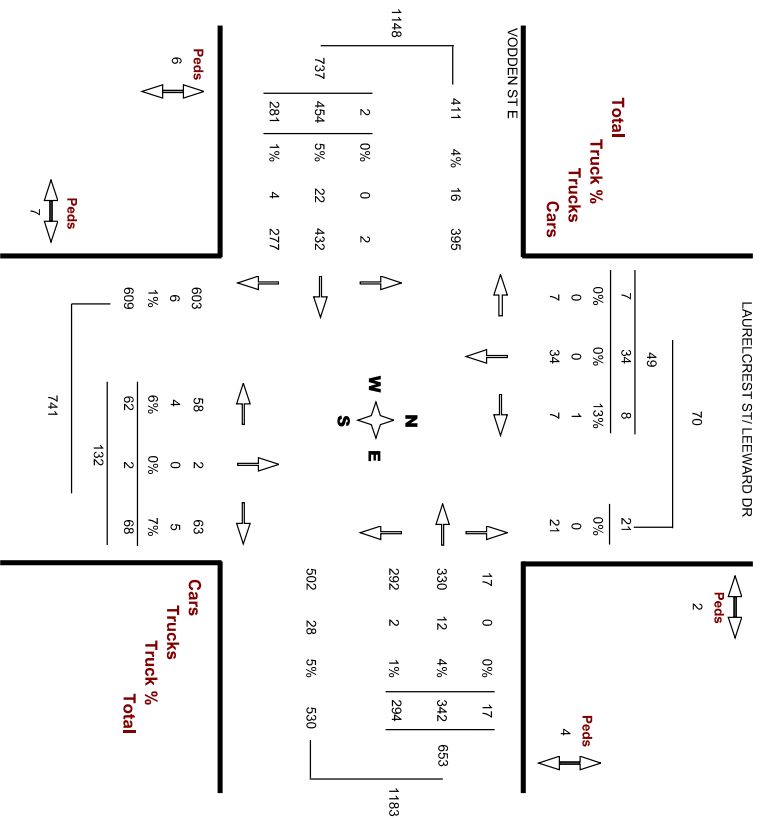 LAURELCREST ST/ LEEWARD DR
Peds
70 2
49
Total 7 34 8 21
Truck % 0% 0% 13% 0%
Peds
Trucks 0 0 1 0
4
Cars 7 34 7 21
VODDEN ST E
17 0 0% 17
411 4% 16 395
330 12 4% 342 653
N
1148 292 2 1% 294 1183
W E
2 0% 0 2
S
737 454 5% 22 432
502 28 5% 530
281 1% 4 277
Peds 603 58 2 63 Cars
6 6 4 0 5 Trucks
1% 6% 0% 7% Truck %
609 62 2 68 Total
132
Peds
741
7